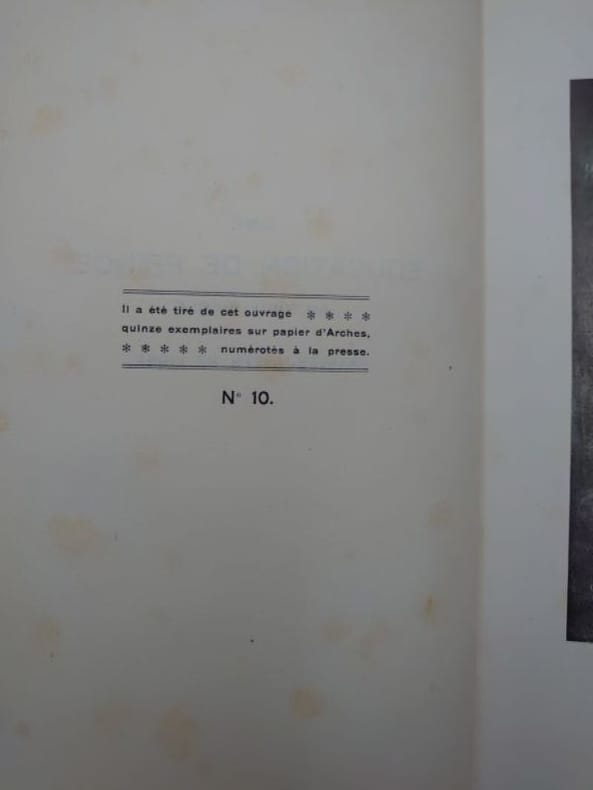 Il a été tiré de cet ouvrage * * * *
quinze exemplaires sur papier d'Arches,
* * * * * numérotés à la presse.
N° 10.